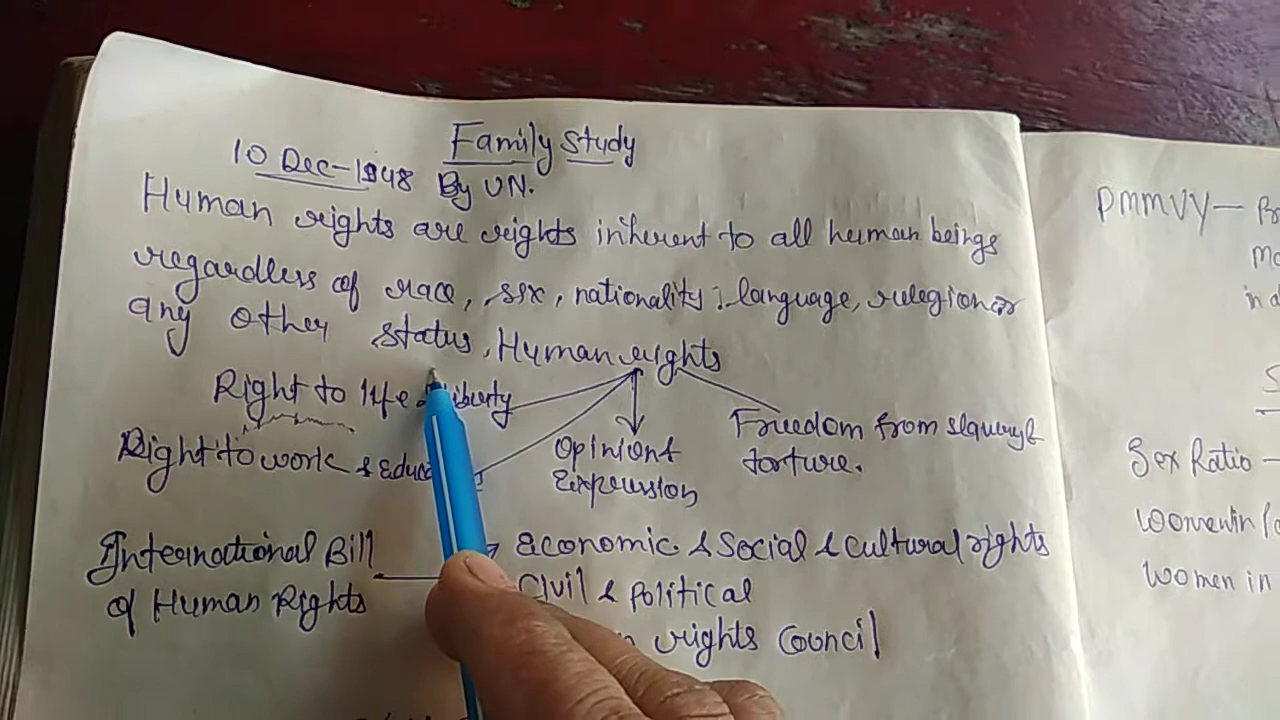 Family Study
10 Dec-1948 By UN.
Human rights are rights inherent to all human beings
regardless of race, sex, nationality, language, relegion or
any other status, Human rights
Right to life & liberty
Freedom from slavery &
torture.
Right to work & Educa
Opinion &
Expression
International Bill
of Human Rights
Economic & Social & Cultural rights
Civil & Political
rights Council
PMMVY —
in
Sex Ratio —
Women in
Women in